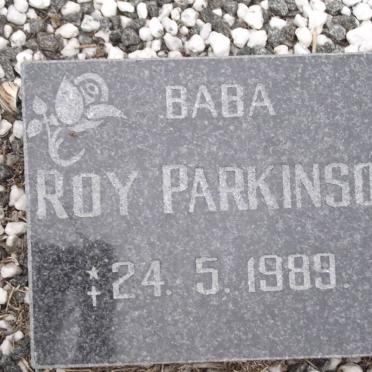 BABA
ROY PARKINSO
*† 24. 5. 1989.